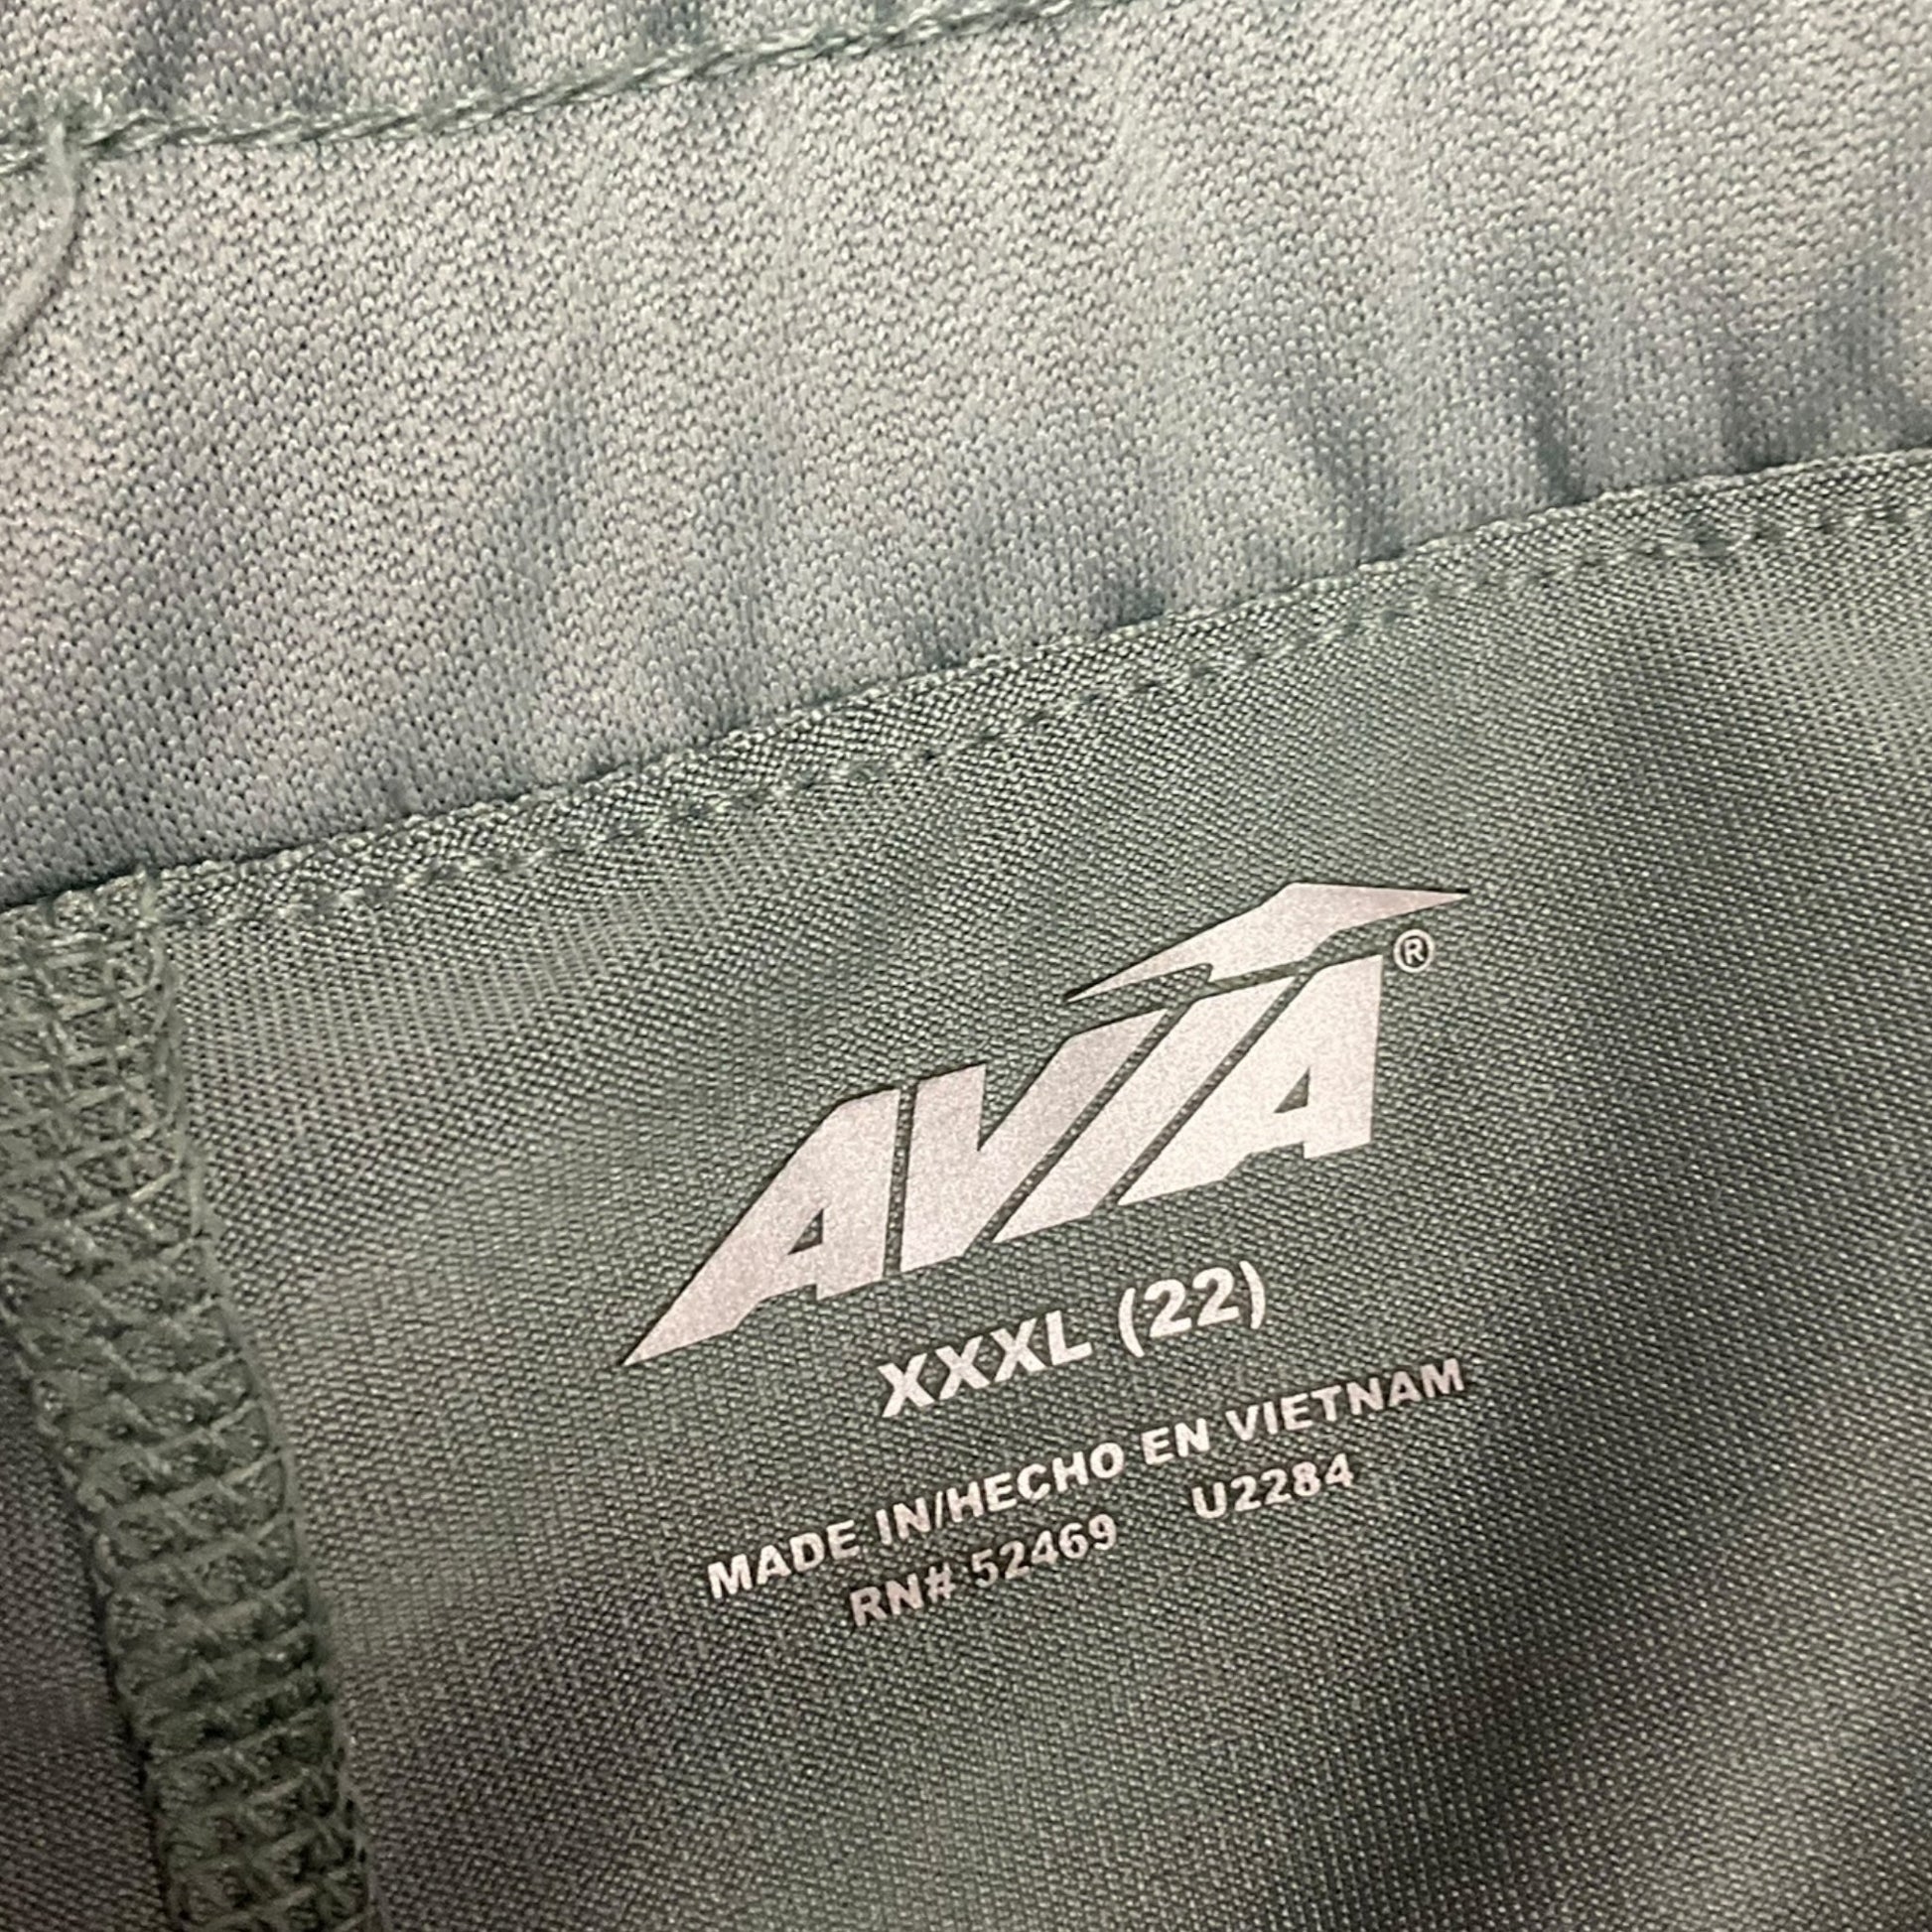 AVIA®
XXXL (22)
MADE IN/HECHO EN VIETNAM
RN# 52469 U2284